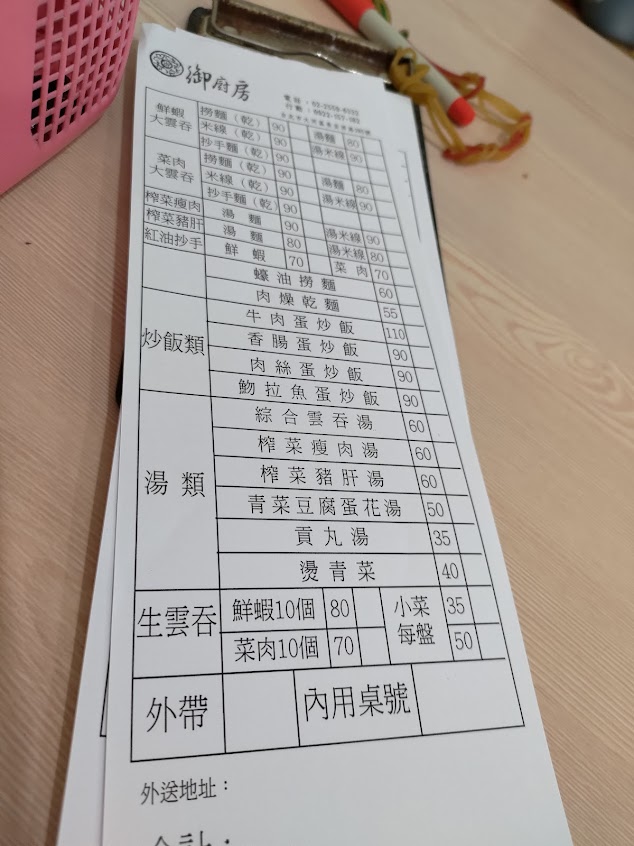 御廚房
電話：02-2558-6552
鮮蝦大雲吞 撈麵(乾) 90 湯麵 80
米線(乾) 90 湯米線 90
抄手麵(乾) 90
菜肉大雲吞 撈麵(乾) 90 湯麵 80
米線(乾) 90 湯米線 90
抄手麵(乾) 90
榨菜瘦肉 湯麵 90 湯米線 90
榨菜豬肝 湯麵 80 湯米線 80
紅油抄手 鮮蝦 70 菜肉 70
蠔油撈麵 60
肉燥乾麵 55
炒飯類
牛肉蛋炒飯 110
香腸蛋炒飯 90
肉絲蛋炒飯 90
魩拉魚蛋炒飯 90
湯類
綜合雲吞湯 60
榨菜瘦肉湯 60
榨菜豬肝湯 60
青菜豆腐蛋花湯 50
貢丸湯 35
燙青菜 40
生雲吞 鮮蝦10個 80 小菜每盤 35
菜肉10個 70 50
外帶 內用桌號
外送地址：
合計：